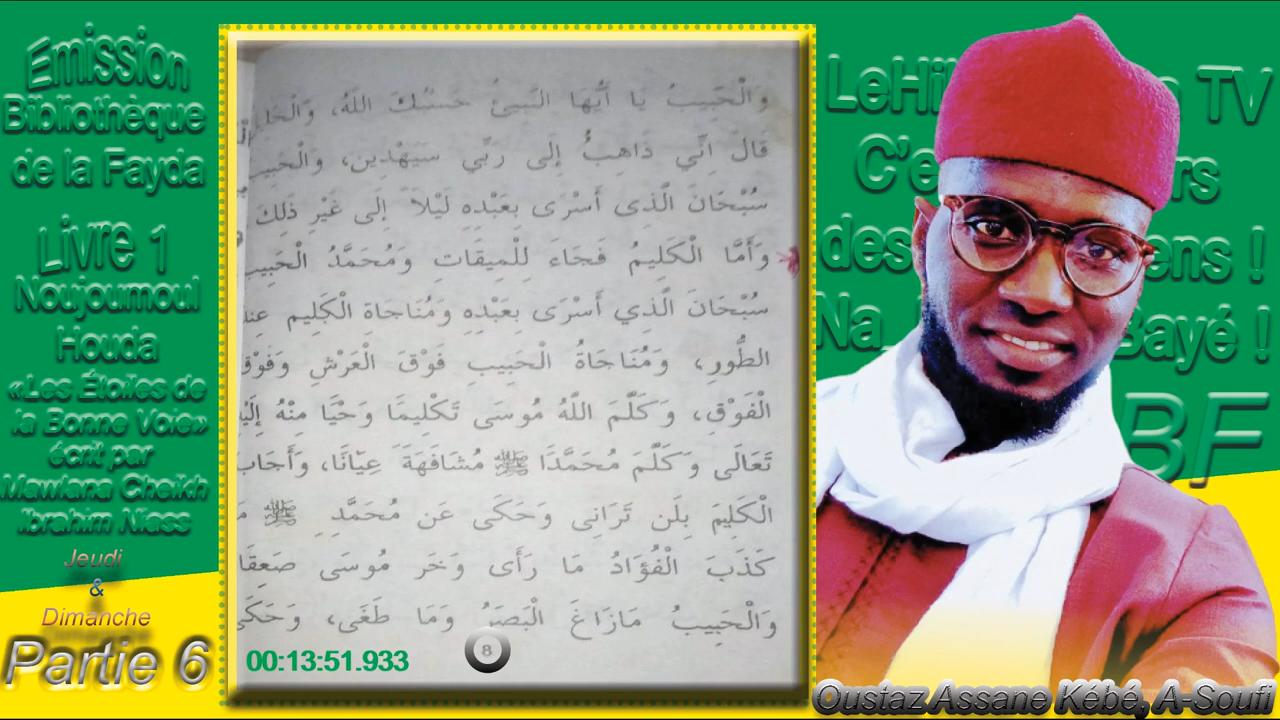 Emission
Bibliothèque
de la Fayda
Livre 1
Noujoumoul
Houda
«Les Étoiles de
la Bonne Voie»
écrit par
Mawlana Cheikh
Ibrahim Niass
Jeudi
&
Dimanche
Partie 6
وَالْحَبِيبُ يَا أَيُّهَا النَّبِيُّ حَسْبُكَ اللَّهُ،
قَالَ اِنِّي ذَاهِبٌ إِلَى رَبِّي سَيَهْدِينِ، وَالْحَبِيب
سُبْحَانَ الَّذِى أَسْرَى بِعَبْدِهِ لَيْلاً إِلَى غَيْرِ ذَلِكَ
وَأَمَّا الْكَلِيمُ فَجَاءَ لِلْمِيقَاتِ وَمُحَمَّدُ الْحَبِيب
سُبْحَانَ الَّذِي أَسْرَى بِعَبْدِهِ وَمُنَاجَاةِ الْكَلِيم
الطُّورِ، وَمُنَاجَاةُ الْحَبِيبِ فَوْقَ الْعَرْشِ وَفَوْقَ
الْفَوْقِ، وَكَلَّمَ اللَّهُ مُوسَى تَكْلِيمًا وَحْيًا مِنْهُ
تَعَالَى وَكَلَّمَ مُحَمَّدًا ﷺ مُشَافَهَةً عِيَانًا، وَأَجَابَ
الْكَلِيمَ بِلَن تَرَانِى وَحَكَى عَن مُحَمَّدٍ ﷺ
كَذَبَ الْفُؤَادُ مَا رَأَى وَخَر مُوسَى صَعِقًا
وَالْحَبِيبُ مَازَاغَ الْبَصَرُ وَمَا طَغَى، وَحَكَى
00:13:51.933
8
TV
C'e
rs
des
ens !
Na
Bayé !
BF
Oustaz Assane Kébé, A-Soufi